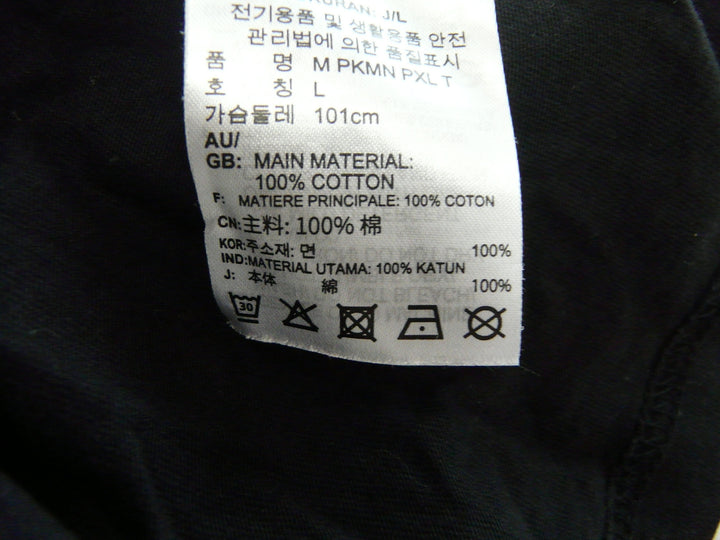 J/L
전기용품 및 생활용품 안전
관리법에 의한 품질표시
품 명 M PKMN PXL T
호 칭 L
가슴둘레 101cm
AU/
GB: MAIN MATERIAL:
100% COTTON
F: MATIERE PRINCIPALE: 100% COTON
CN:主料: 100% 棉
KOR:주소재: 면 100%
IND:MATERIAL UTAMA: 100% KATUN
J: 本体 綿 100%
30